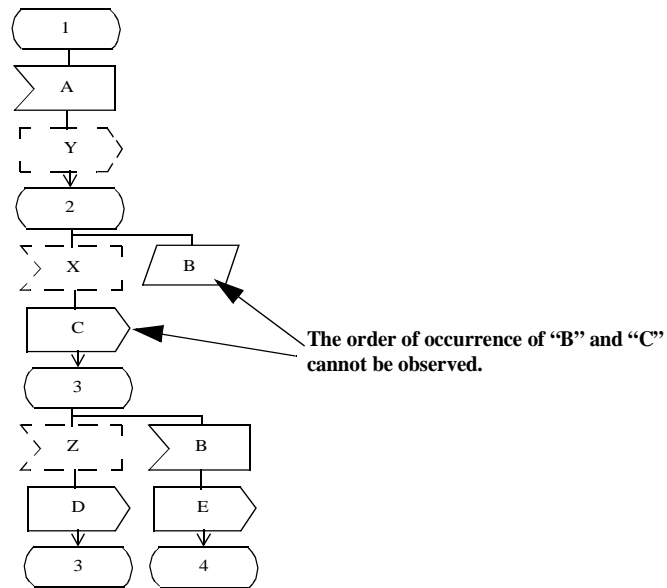 1
A
Y
2
X B
C
The order of occurrence of “B” and “C”
cannot be observed.
3
Z B
D E
3 4